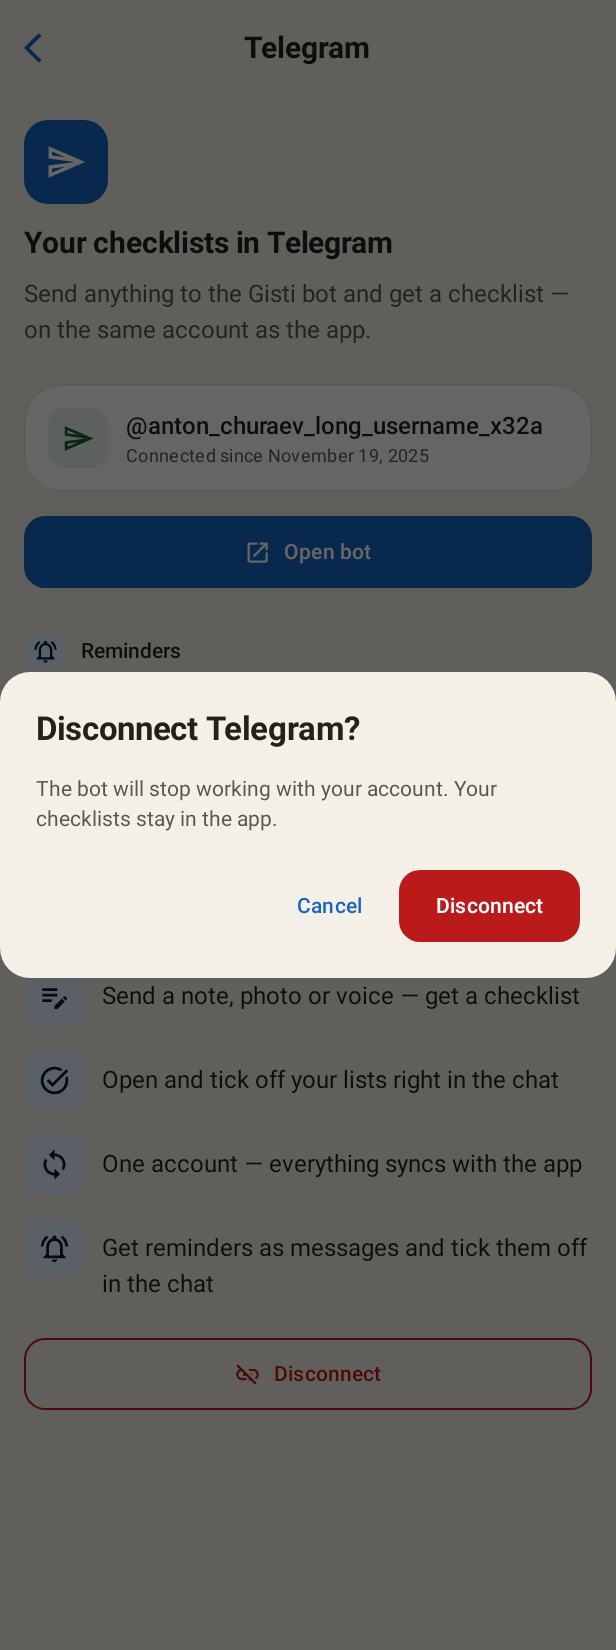 Telegram
Your checklists in Telegram
Send anything to the Gisti bot and get a checklist —
on the same account as the app.
@anton_churaev_long_username_x32a
Connected since November 19, 2025
Open bot
Reminders
Disconnect Telegram?
The bot will stop working with your account. Your
checklists stay in the app.
Cancel
Disconnect
Send a note, photo or voice — get a checklist
Open and tick off your lists right in the chat
One account — everything syncs with the app
Get reminders as messages and tick them off
in the chat
Disconnect